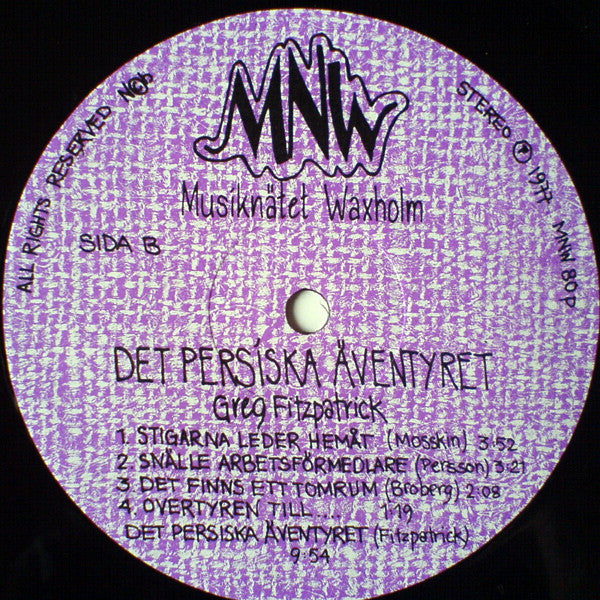 MNW
Musiknätet Waxholm
ALL RIGHTS RESERVED N©b
STEREO Ⓟ 1977 MNW 80 P
SIDA B
DET PERSISKA ÄVENTYRET
Greg Fitzpatrick
1. STIGARNA LEDER HEMÅT (Mosskin) 3:52
2. SNÄLLE ARBETSFÖRMEDLARE (Persson) 3:21
3. DET FINNS ETT TOMRUM (Broberg) 2:08
4. OVERTYREN TILL..... 1:19
DET PERSISKA ÄVENTYRET (Fitzpatrick)
9:54